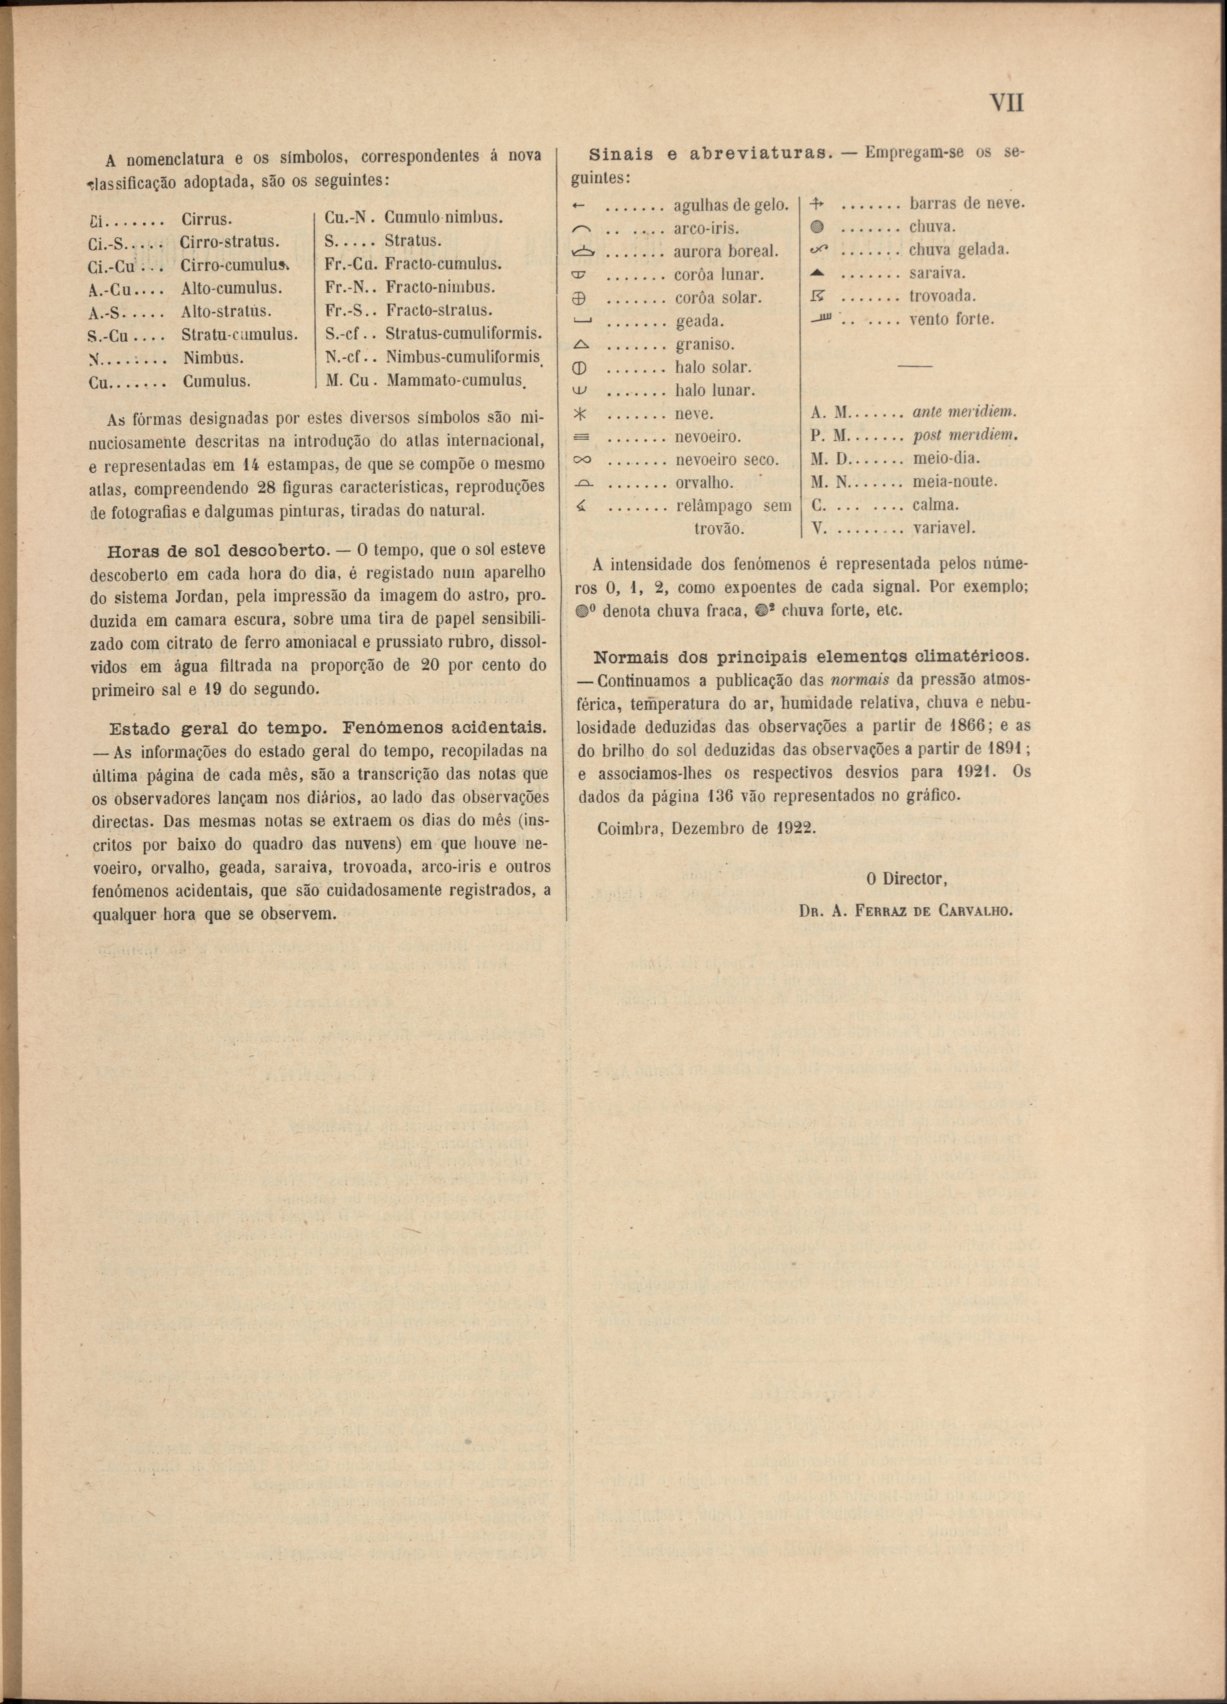 VII
A nomenclatura e os símbolos, correspondentes á nova
classificação adoptada, são os seguintes:
Ci....... Cirrus.
Ci.-S..... Cirro-stratus.
Ci.-Cu... Cirro-cumulus.
A.-Cu.... Alto-cumulus.
A.-S..... Alto-stratus.
S.-Cu.... Stratu-cumulus.
N........ Nimbus.
Cu....... Cumulus.
Cu.-N. Cumulo-nimbus.
S..... Stratus.
Fr.-Cu. Fracto-cumulus.
Fr.-N.. Fracto-nimbus.
Fr.-S.. Fracto-stratus.
S.-cf.. Stratus-cumuliformis.
N.-cf.. Nimbus-cumuliformis.
M. Cu. Mammato-cumulus.
As fórmas designadas por estes diversos símbolos são mi-
nuciosamente descritas na introdução do atlas internacional,
e representadas em 14 estampas, de que se compõe o mesmo
atlas, compreendendo 28 figuras características, reproduções
de fotografias e dalgumas pinturas, tiradas do natural.
Horas de sol descoberto. — O tempo, que o sol esteve
descoberto em cada hora do dia, é registado num aparelho
do sistema Jordan, pela impressão da imagem do astro, pro-
duzida em camara escura, sobre uma tira de papel sensibili-
zado com citrato de ferro amoniacal e prussiato rubro, dissol-
vidos em água filtrada na proporção de 20 por cento do
primeiro sal e 19 do segundo.
Estado geral do tempo. Fenómenos acidentais.
— As informações do estado geral do tempo, recopiladas na
última página de cada mês, são a transcrição das notas que
os observadores lançam nos diários, ao lado das observações
directas. Das mesmas notas se extraem os dias do mês (ins-
critos por baixo do quadro das nuvens) em que houve ne-
voeiro, orvalho, geada, saraiva, trovoada, arco-iris e outros
fenómenos acidentais, que são cuidadosamente registrados, a
qualquer hora que se observem.
Sinais e abreviaturas. — Empregam-se os se-
guintes:
← ....... agulhas de gelo.
⌒ ....... arco-iris.
....... aurora boreal.
....... corôa lunar.
⊕ ....... corôa solar.
⎵ ....... geada.
△ ....... graniso.
⦶ ....... halo solar.
....... halo lunar.
＊ ....... neve.
≡ ....... nevoeiro.
∞ ....... nevoeiro seco.
⌓ ....... orvalho.
....... relâmpago sem
trovão.
....... barras de neve.
● ....... chuva.
....... chuva gelada.
▲ ....... saraiva.
....... trovoada.
....... vento forte.
A. M....... ante meridiem.
P. M....... post meridiem.
M. D....... meio-dia.
M. N....... meia-noute.
C. ........ calma.
V. ......... variavel.
A intensidade dos fenómenos é representada pelos núme-
ros 0, 1, 2, como expoentes de cada signal. Por exemplo;
●⁰ denota chuva fraca, ●² chuva forte, etc.
Normais dos principais elementos climatéricos.
— Continuamos a publicação das normais da pressão atmos-
férica, temperatura do ar, humidade relativa, chuva e nebu-
losidade deduzidas das observações a partir de 1866; e as
do brilho do sol deduzidas das observações a partir de 1891;
e associamos-lhes os respectivos desvios para 1921. Os
dados da página 136 vão representados no gráfico.
Coimbra, Dezembro de 1922.
O Director,
Dr. A. Ferraz de Carvalho.